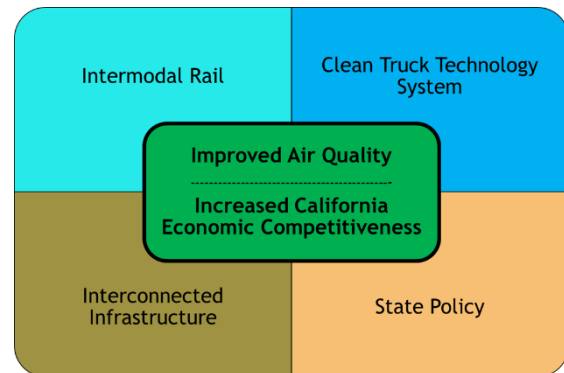 Intermodal Rail
Clean Truck Technology
System
Improved Air Quality
Increased California
Economic Competitiveness
Interconnected
Infrastructure
State Policy